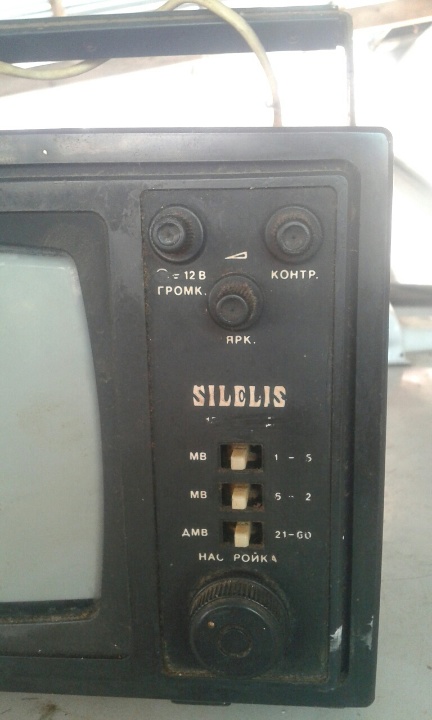 = 12 В
ГРОМК.
КОНТР.
ЯРК.
SILELIS
МВ 1 - 5
МВ 6 - 2
ДМВ 21-60
НАС РОЙКА